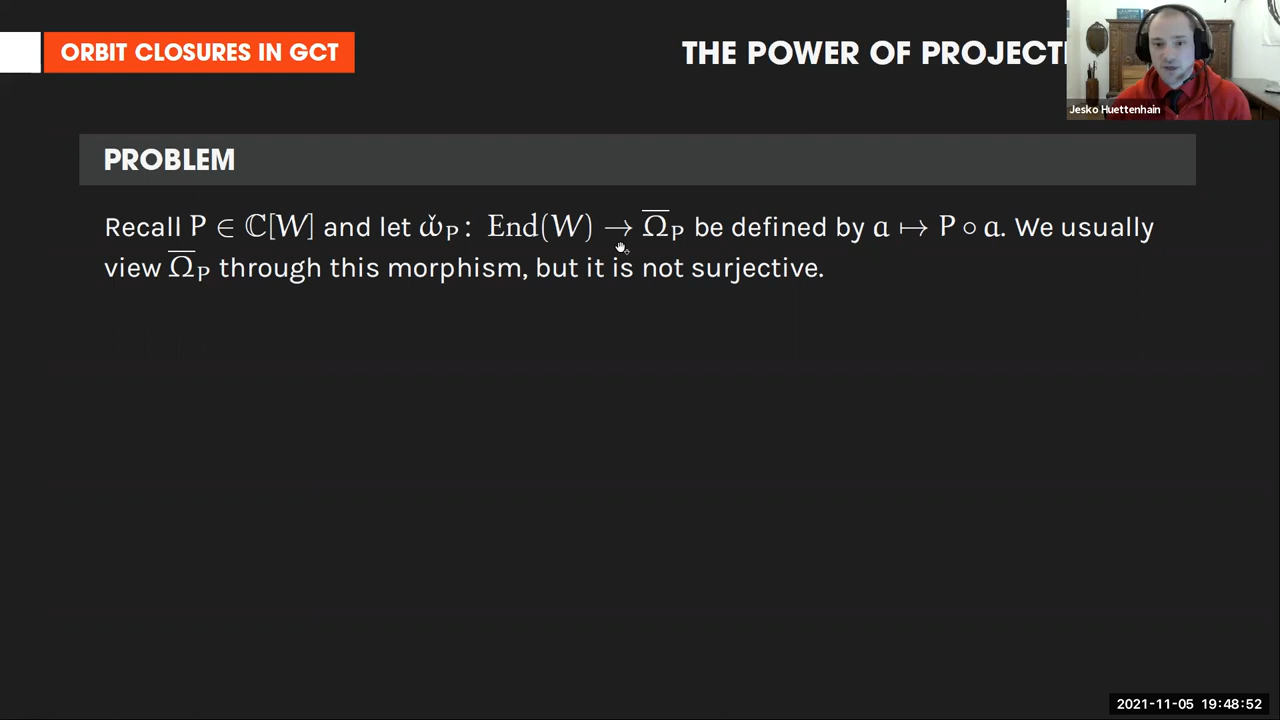 ORBIT CLOSURES IN GCT
THE POWER OF PROJECT
Jesko Huettenhain
PROBLEM
Recall P ∈ ℂ[W] and let ω̌_P : End(W) → Ω̅_P be defined by a ↦ P ∘ a. We usually
view Ω̅_P through this morphism, but it is not surjective.
2021-11-05 19:48:52